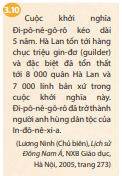 3.10
Cuộc khởi nghĩa
Đi-pô-nê-gô-rô kéo dài
5 năm. Hà Lan tốn tới hàng
chục triệu gin-đơ (guilder)
và đặc biệt đã tổn thất
tới 8 000 quân Hà Lan và
7 000 lính bản xứ trong
cuộc khởi nghĩa này.
Đi-pô-nê-gô-rô đã trở thành
người anh hùng dân tộc của
In-đô-nê-xi-a.
(Lương Ninh (Chủ biên), Lịch sử
Đông Nam Á, NXB Giáo dục,
Hà Nội, 2005, trang 273)